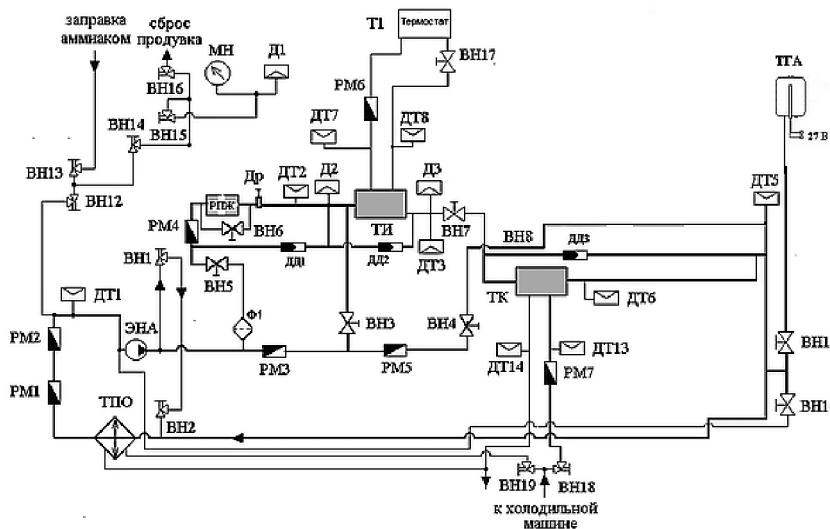 заправка
аммиаком
сброс
продувка
МН
Д1
Т1
Термостат
ВН17
ТГА
27 В
ВН16
ВН15
ВН14
РМ6
ДТ7
ДТ8
ВН13
ВН12
ДТ2
Д2
Д3
Др
РПЖ
РМ4
ВН6
ТИ
ВН7
ДТ3
ДТ5
ВН8
ВН1
ВН5
ДД1
ДД2
ДД3
ТК
ДТ6
ДТ1
ЭНА
Ф1
ВН3
ВН4
РМ2
РМ3
РМ5
ДТ14
ДТ13
РМ7
ВН1
РМ1
ТПО
ВН2
ВН1
ВН19
ВН18
к холодильной
машине